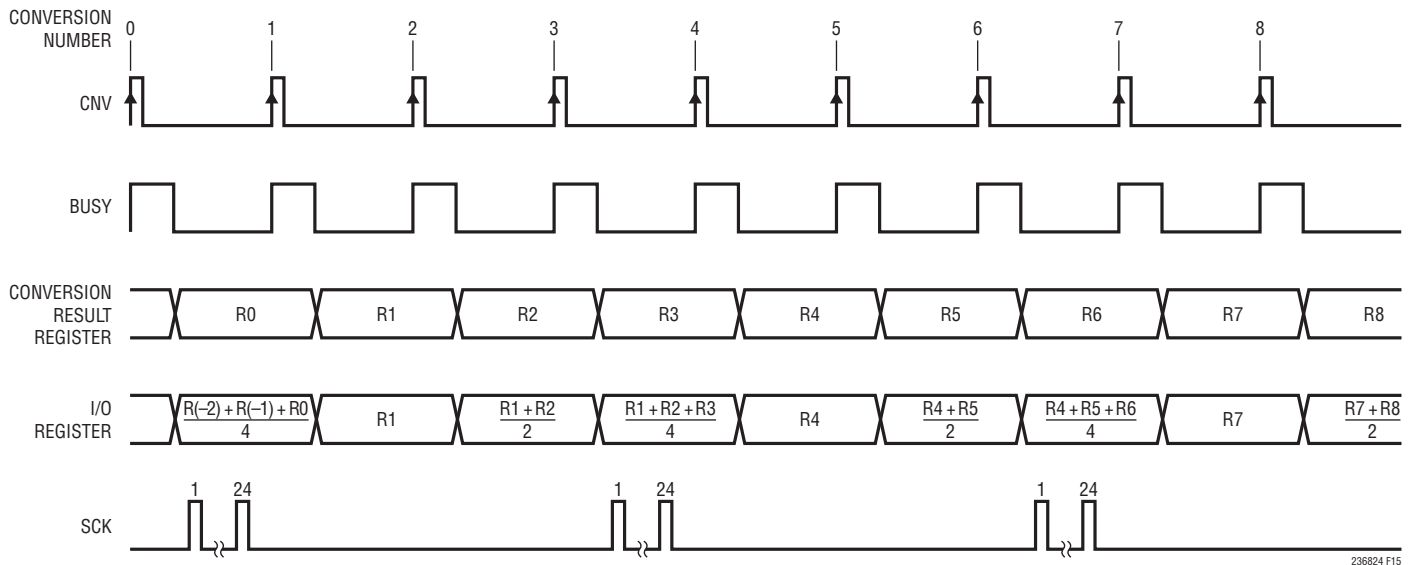 CONVERSION
NUMBER
0 1 2 3 4 5 6 7 8
CNV
BUSY
CONVERSION
RESULT
REGISTER
R0 R1 R2 R3 R4 R5 R6 R7 R8
I/O
REGISTER
R(–2) + R(–1) + R0
4
R1
R1 + R2
2
R1 + R2 + R3
4
R4
R4 + R5
2
R4 + R5 + R6
4
R7
R7 + R8
2
SCK
1 24 1 24 1 24
236824 F15